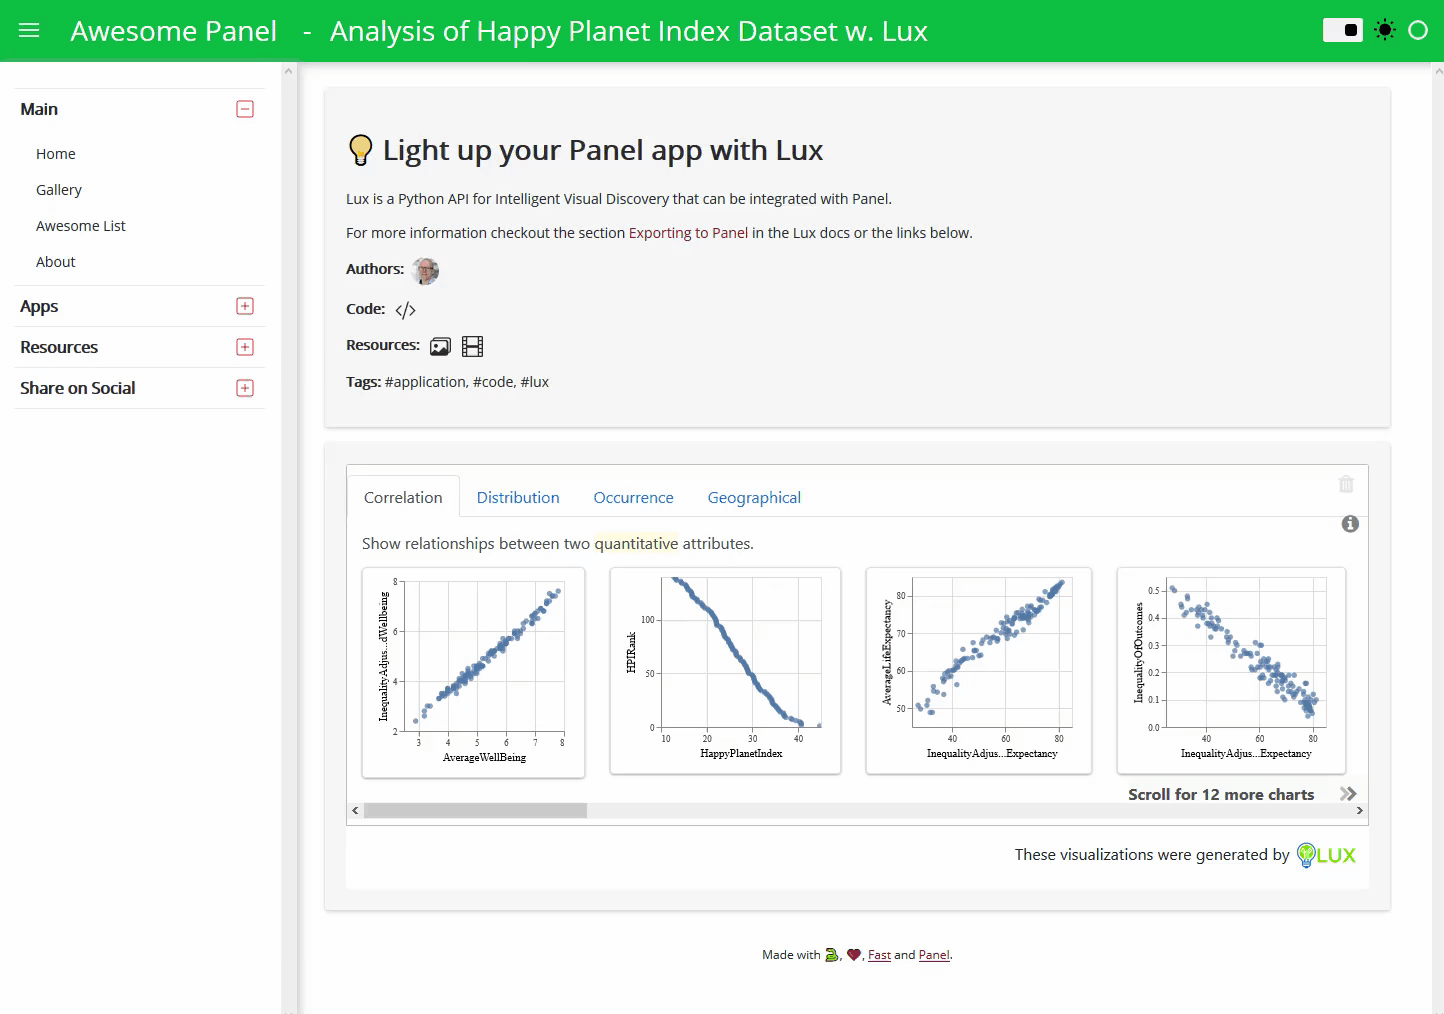 Awesome Panel - Analysis of Happy Planet Index Dataset w. Lux
Main
Home
Gallery
Awesome List
About
Apps
Resources
Share on Social
Light up your Panel app with Lux
Lux is a Python API for Intelligent Visual Discovery that can be integrated with Panel.
For more information checkout the section Exporting to Panel in the Lux docs or the links below.
Authors:
Code: </>
Resources:
Tags: #application, #code, #lux
Correlation Distribution Occurrence Geographical
Show relationships between two quantitative attributes.
InequalityAdjus...dWellbeing
8
6
4
2
3 4 5 6 7 8
AverageWellBeing
HPIRank
100
50
0
10 20 30 40
HappyPlanetIndex
AverageLifeExpectancy
80
70
60
50
40 60 80
InequalityAdjus...Expectancy
InequalityOfOutcomes
0.5
0.4
0.3
0.2
0.1
0.0
40 60 80
InequalityAdjus...Expectancy
Scroll for 12 more charts
These visualizations were generated by LUX
Made with , , Fast and Panel.